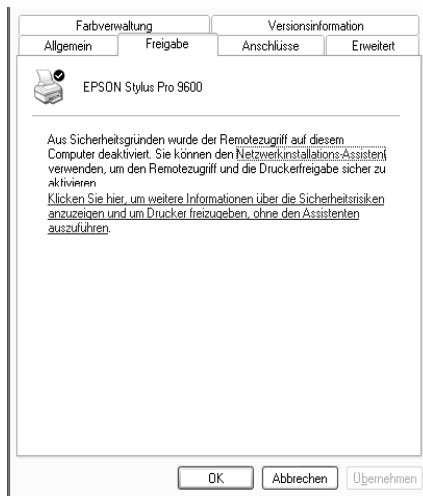 Farbverwaltung Versionsinformation
Allgemein Freigabe Anschlüsse Erweitert
EPSON Stylus Pro 9600
Aus Sicherheitsgründen wurde der Remotezugriff auf diesem
Computer deaktiviert. Sie können den Netzwerkinstallations-Assistent
verwenden, um den Remotezugriff und die Druckerfreigabe sicher zu
aktivieren
Klicken Sie hier, um weitere Informationen über die Sicherheitsrisiken
anzuzeigen und um Drucker freizugeben, ohne den Assistenten
auszuführen.
OK Abbrechen Übernehmen